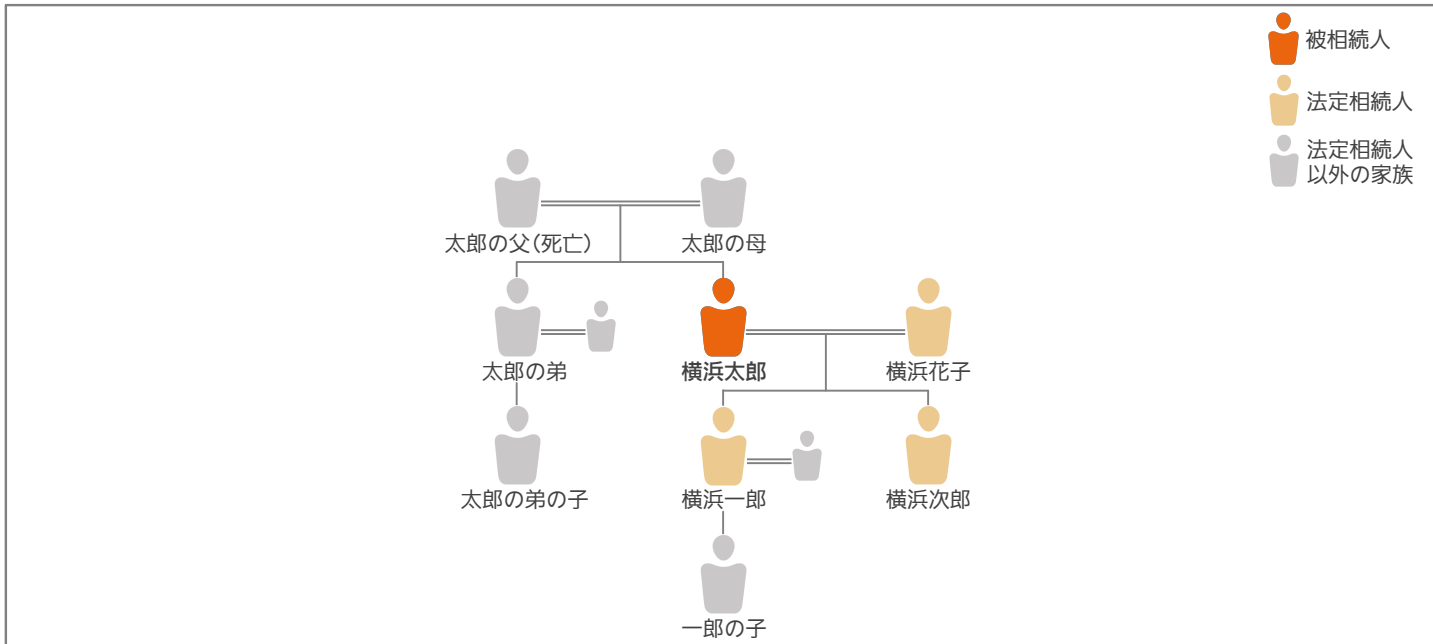 被相続人
法定相続人
法定相続人
以外の家族
太郎の父(死亡)
太郎の母
太郎の弟
横浜太郎
横浜花子
太郎の弟の子
横浜一郎
横浜次郎
一郎の子